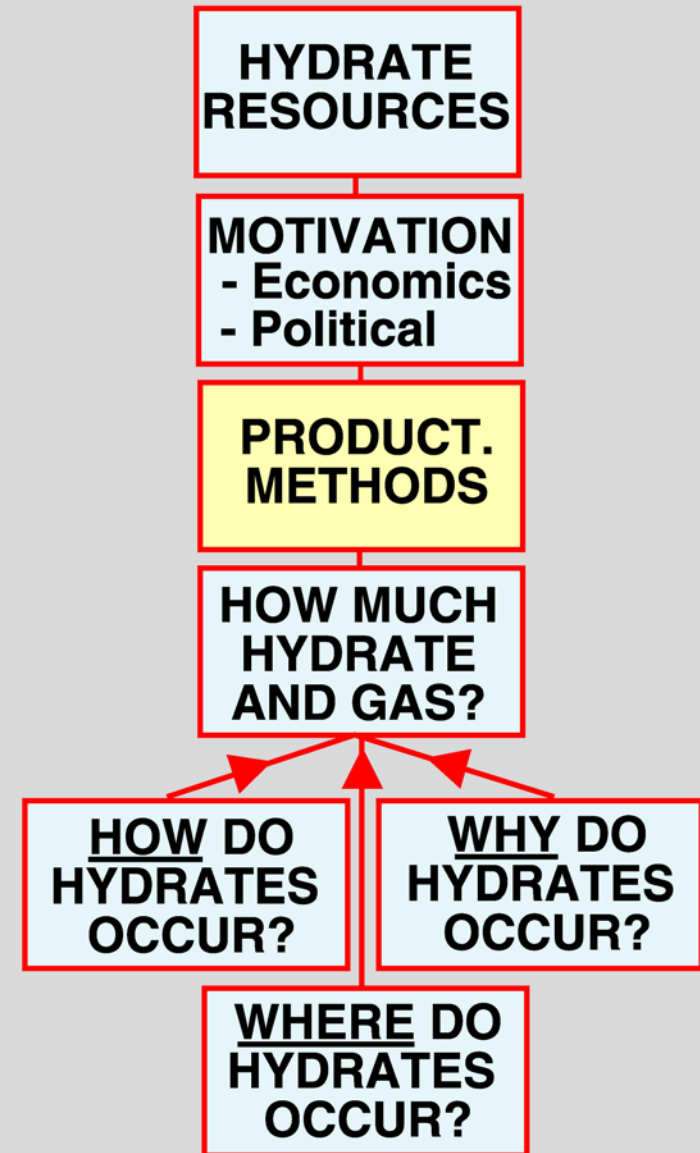 HYDRATE
RESOURCES
MOTIVATION
- Economics
- Political
PRODUCT.
METHODS
HOW MUCH
HYDRATE
AND GAS?
HOW DO
HYDRATES
OCCUR?
WHY DO
HYDRATES
OCCUR?
WHERE DO
HYDRATES
OCCUR?